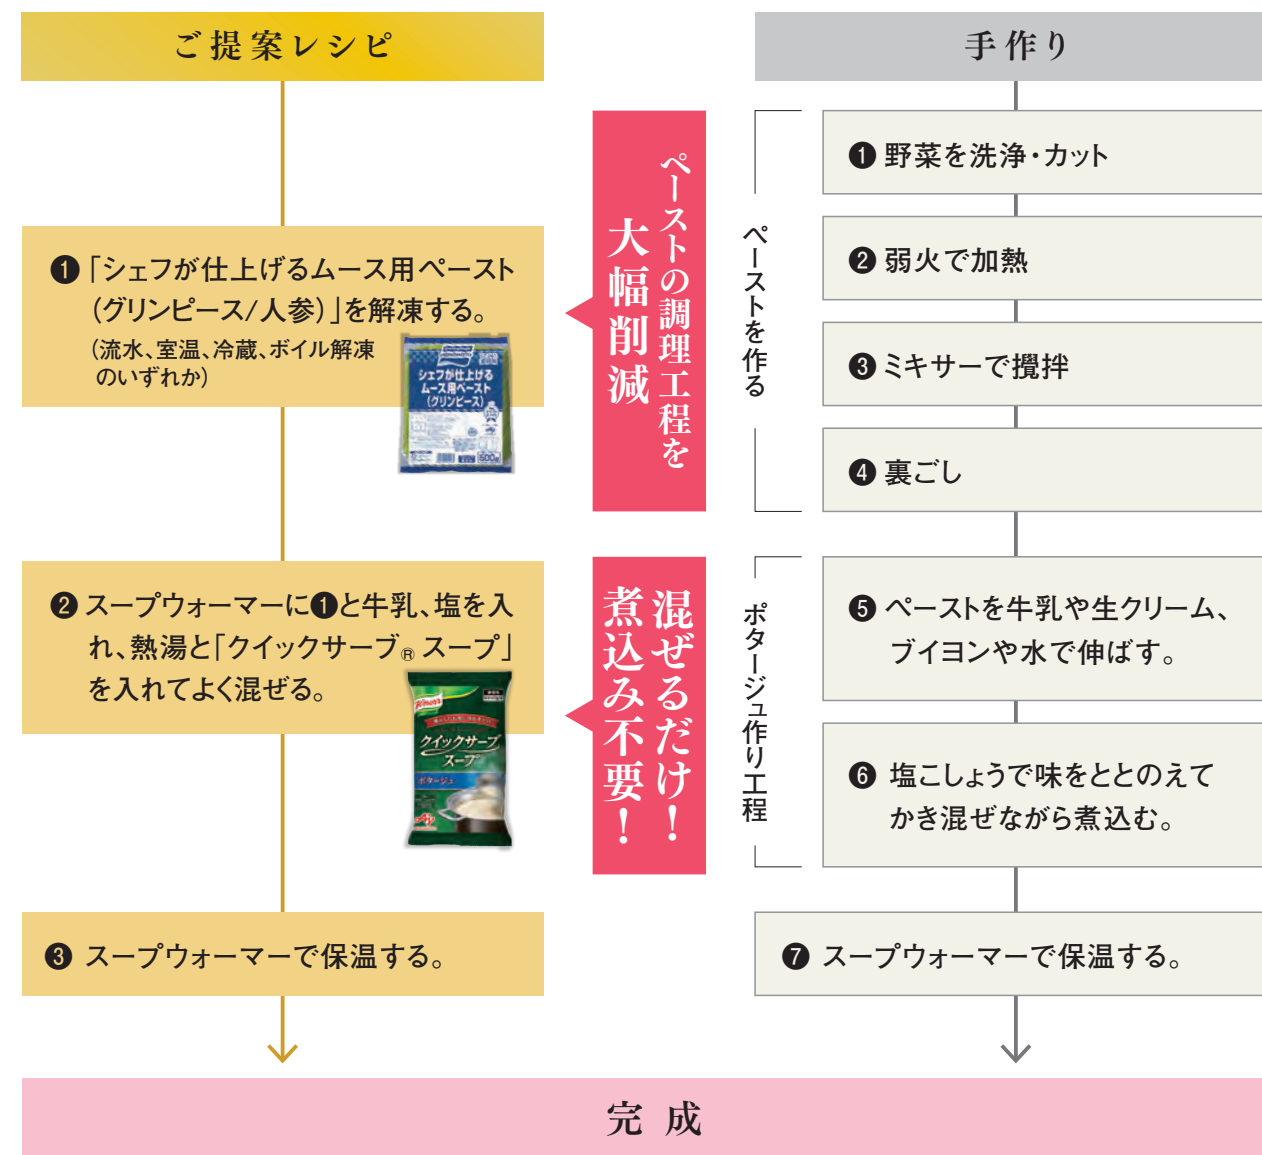 ご提案レシピ
❶「シェフが仕上げるムース用ペースト
（グリンピース/人参）」を解凍する。
（流水、室温、冷蔵、ボイル解凍
のいずれか）
シェフが仕上げる
ムース用ペースト
（グリンピース）
500g
❷ スープウォーマーに❶と牛乳、塩を入
れ、熱湯と「クイックサーブ® スープ」
を入れてよく混ぜる。
Knorr
クイックサーブ
スープ
ポタージュ
❸ スープウォーマーで保温する。
ペーストの調理工程を
大幅削減
混ぜるだけ！
煮込み不要！
手作り
ペーストを作る
❶ 野菜を洗浄・カット
❷ 弱火で加熱
❸ ミキサーで攪拌
❹ 裏ごし
ポタージュ作り工程
❺ ペーストを牛乳や生クリーム、
ブイヨンや水で伸ばす。
❻ 塩こしょうで味をととのえて
かき混ぜながら煮込む。
❼ スープウォーマーで保温する。
完成